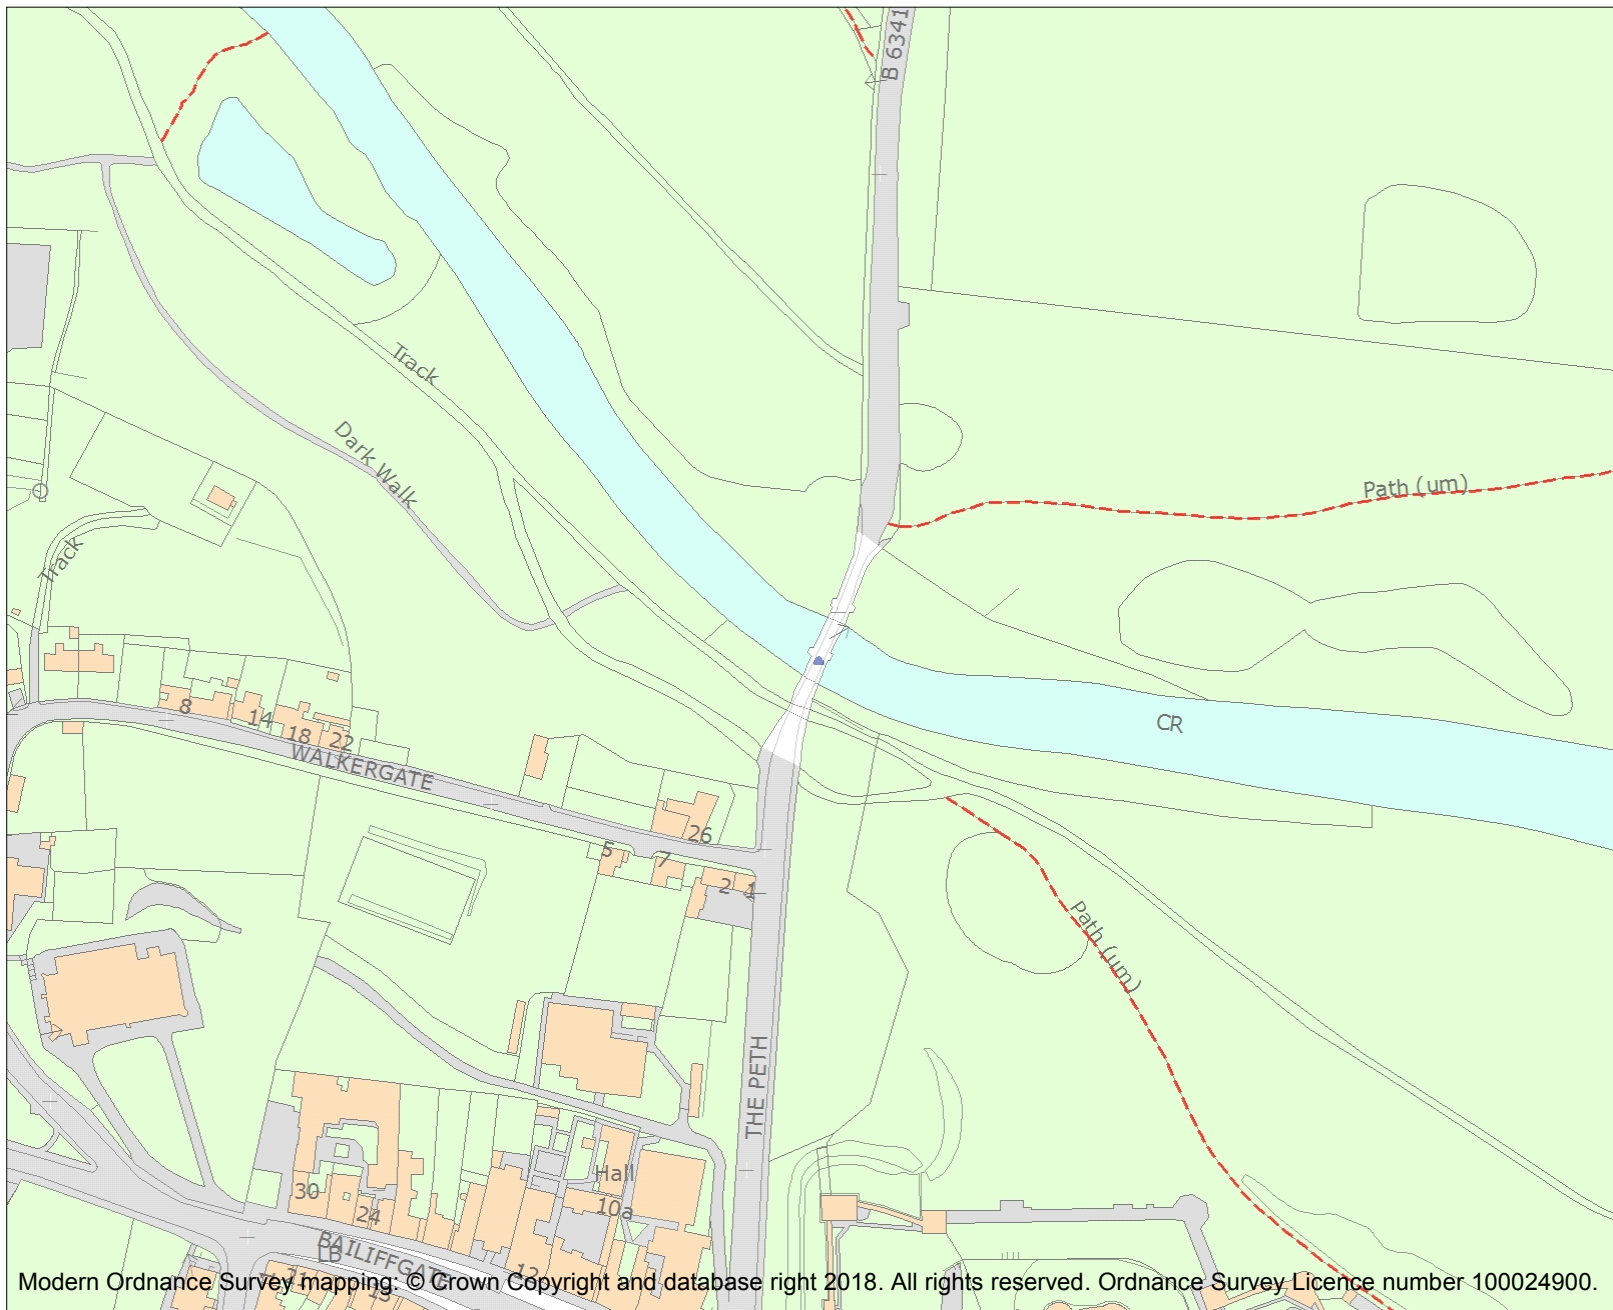 B 6341
Track
Dark Walk
Path (um)
Track
CR
8
14
18
22
WALKERGATE
26
5
7
2
1
Path (um)
THE PETH
Hall
30
10a
24
BAILIFFGATE
LB
12
Modern Ordnance Survey mapping: © Crown Copyright and database right 2018. All rights reserved. Ordnance Survey Licence number 100024900.